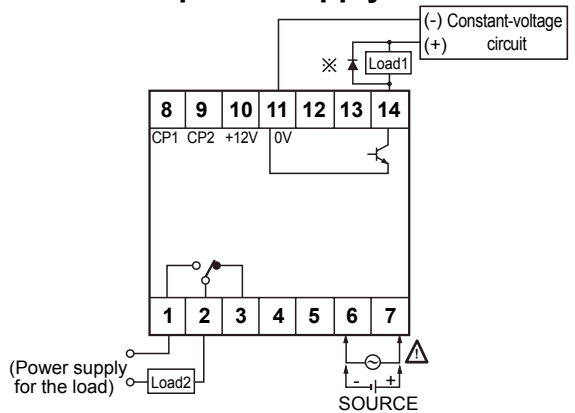 (-) Constant-voltage
(+) circuit
※ Load1
8 9 10 11 12 13 14
CP1 CP2 +12V 0V
1 2 3 4 5 6 7
(Power supply
for the load)
Load2
- +
SOURCE